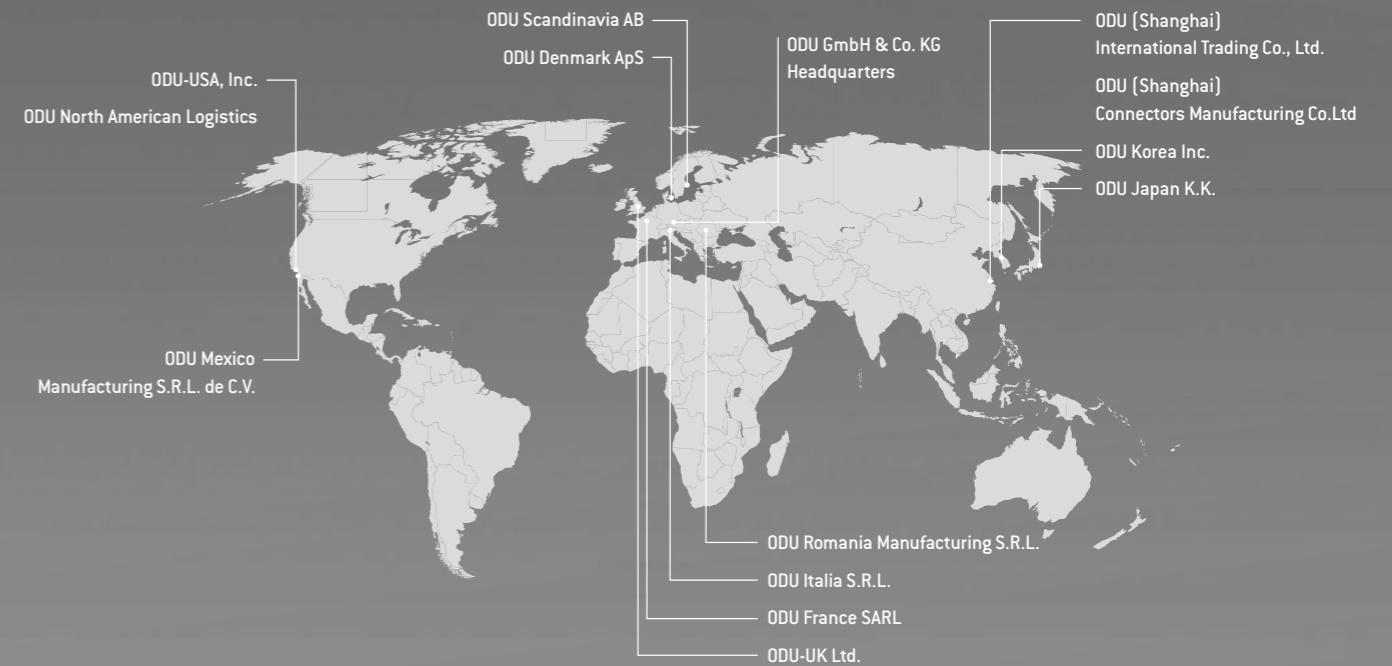 ODU Scandinavia AB
ODU Denmark ApS
ODU GmbH & Co. KG
Headquarters
ODU (Shanghai)
International Trading Co., Ltd.
ODU (Shanghai)
Connectors Manufacturing Co.Ltd
ODU Korea Inc.
ODU Japan K.K.
ODU-USA, Inc.
ODU North American Logistics
ODU Mexico
Manufacturing S.R.L. de C.V.
ODU Romania Manufacturing S.R.L.
ODU Italia S.R.L.
ODU France SARL
ODU-UK Ltd.